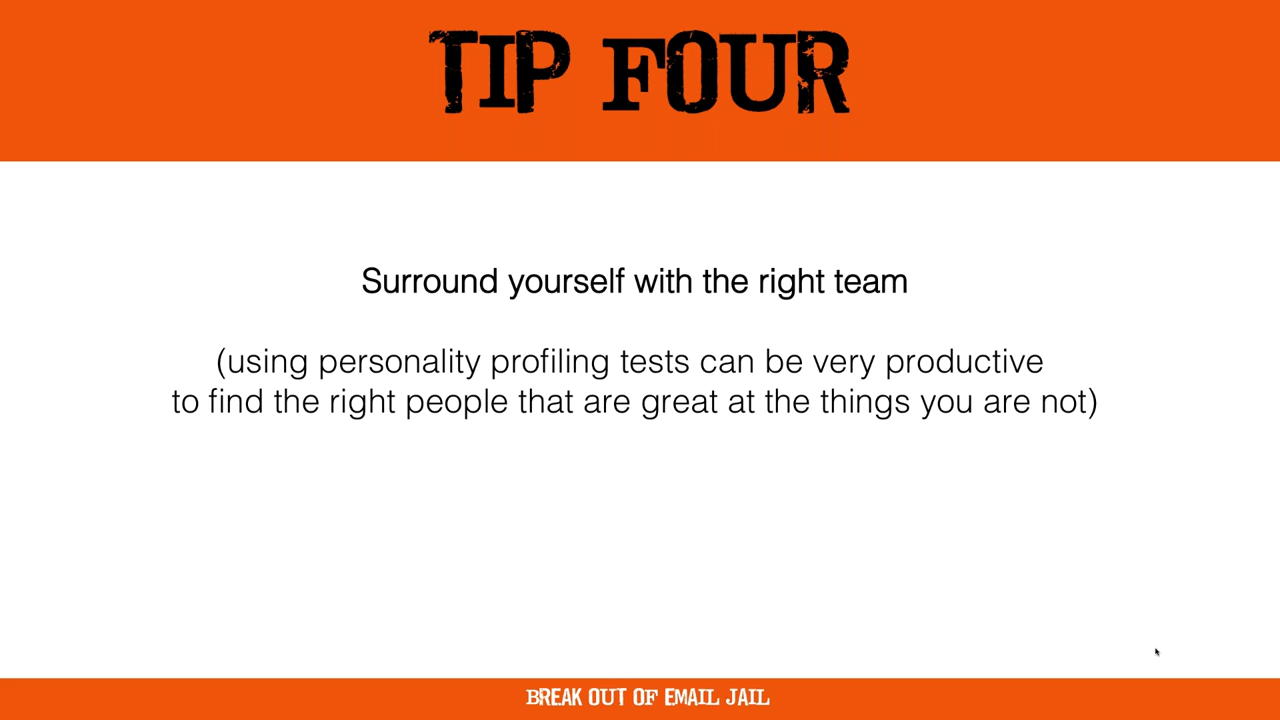 TIP FOUR
Surround yourself with the right team
(using personality profiling tests can be very productive
to find the right people that are great at the things you are not)
BREAK OUT OF EMAIL JAIL